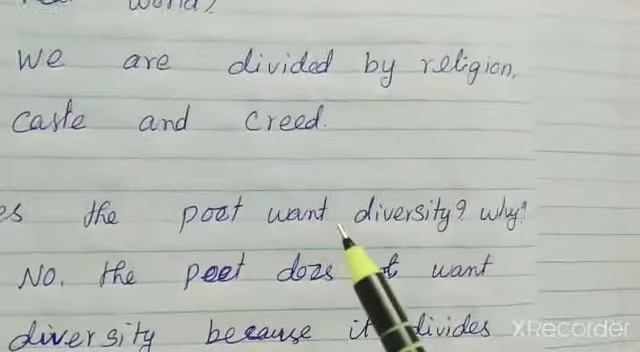 world?
We are divided by religion,
caste and creed.
es the poet want diversity? why?
No. the poet does t want
diversity because it divides
XRecorder